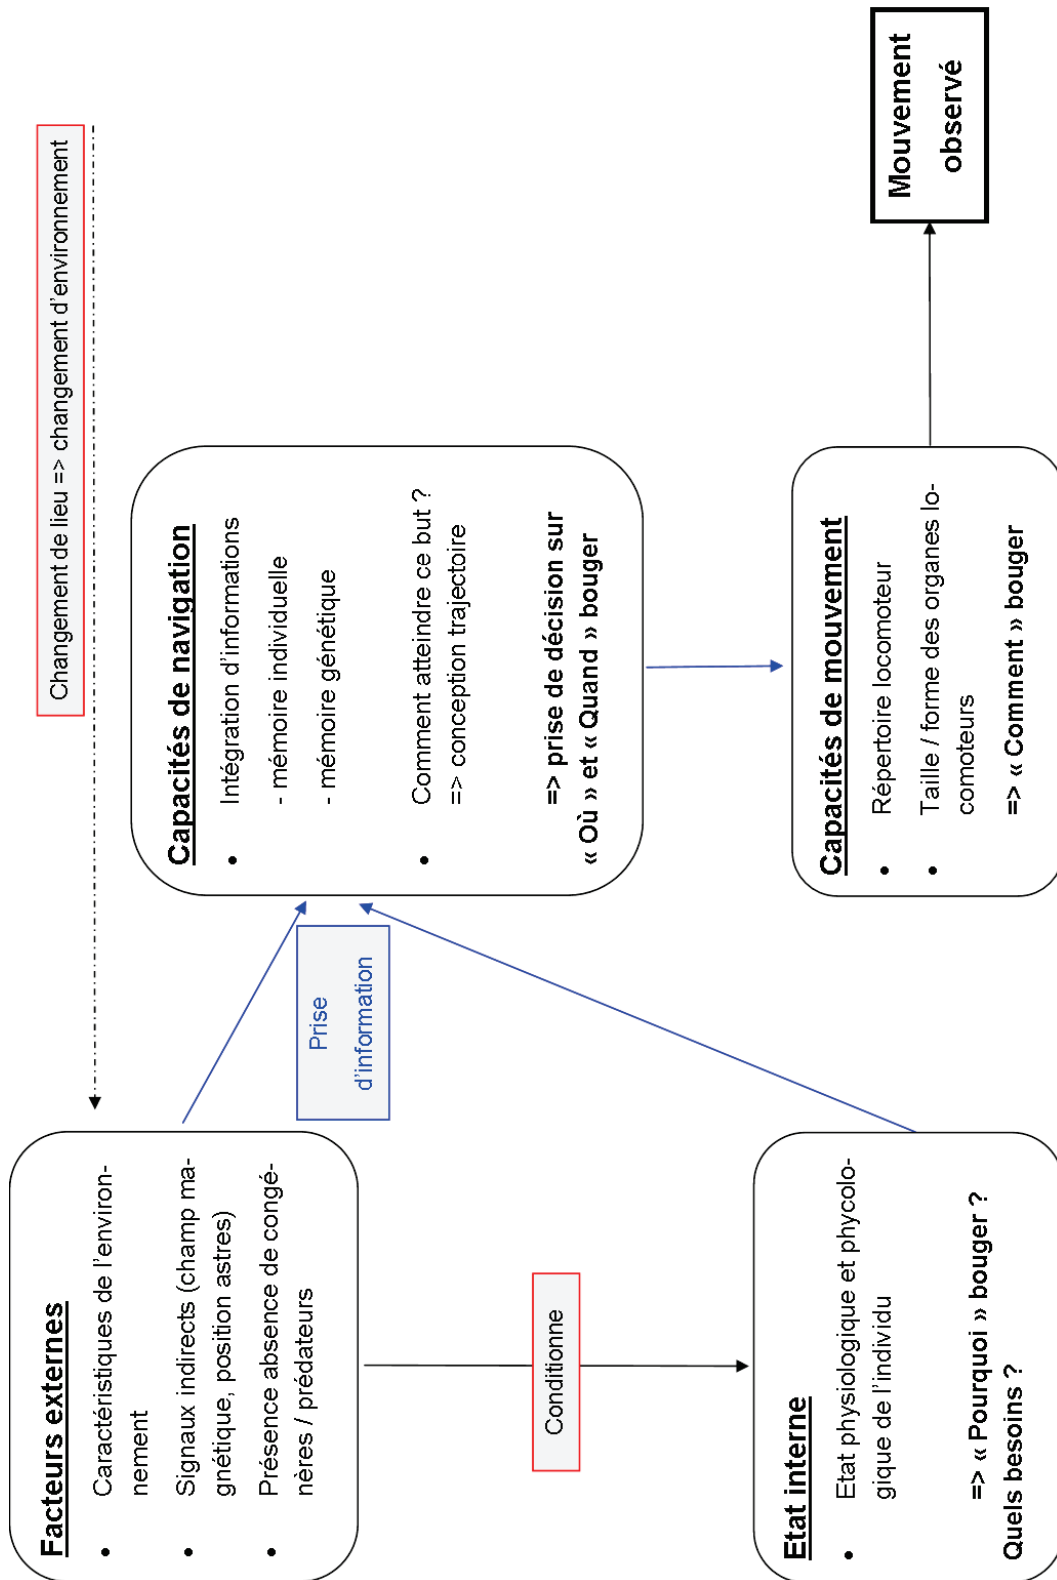 Changement de lieu => changement d'environnement
Facteurs externes
• Caractéristiques de l'environ-
nement
• Signaux indirects (champ ma-
gnétique, position astres)
• Présence absence de congé-
nères / prédateurs
Prise
d'information
Capacités de navigation
• Intégration d'informations
- mémoire individuelle
- mémoire génétique
• Comment atteindre ce but ?
=> conception trajectoire
=> prise de décision sur
« Où » et « Quand » bouger
Conditionne
Etat interne
• Etat physiologique et phycolo-
gique de l'individu
=> « Pourquoi » bouger ?
Quels besoins ?
Capacités de mouvement
• Répertoire locomoteur
• Taille / forme des organes lo-
comoteurs
=> « Comment » bouger
Mouvement
observé